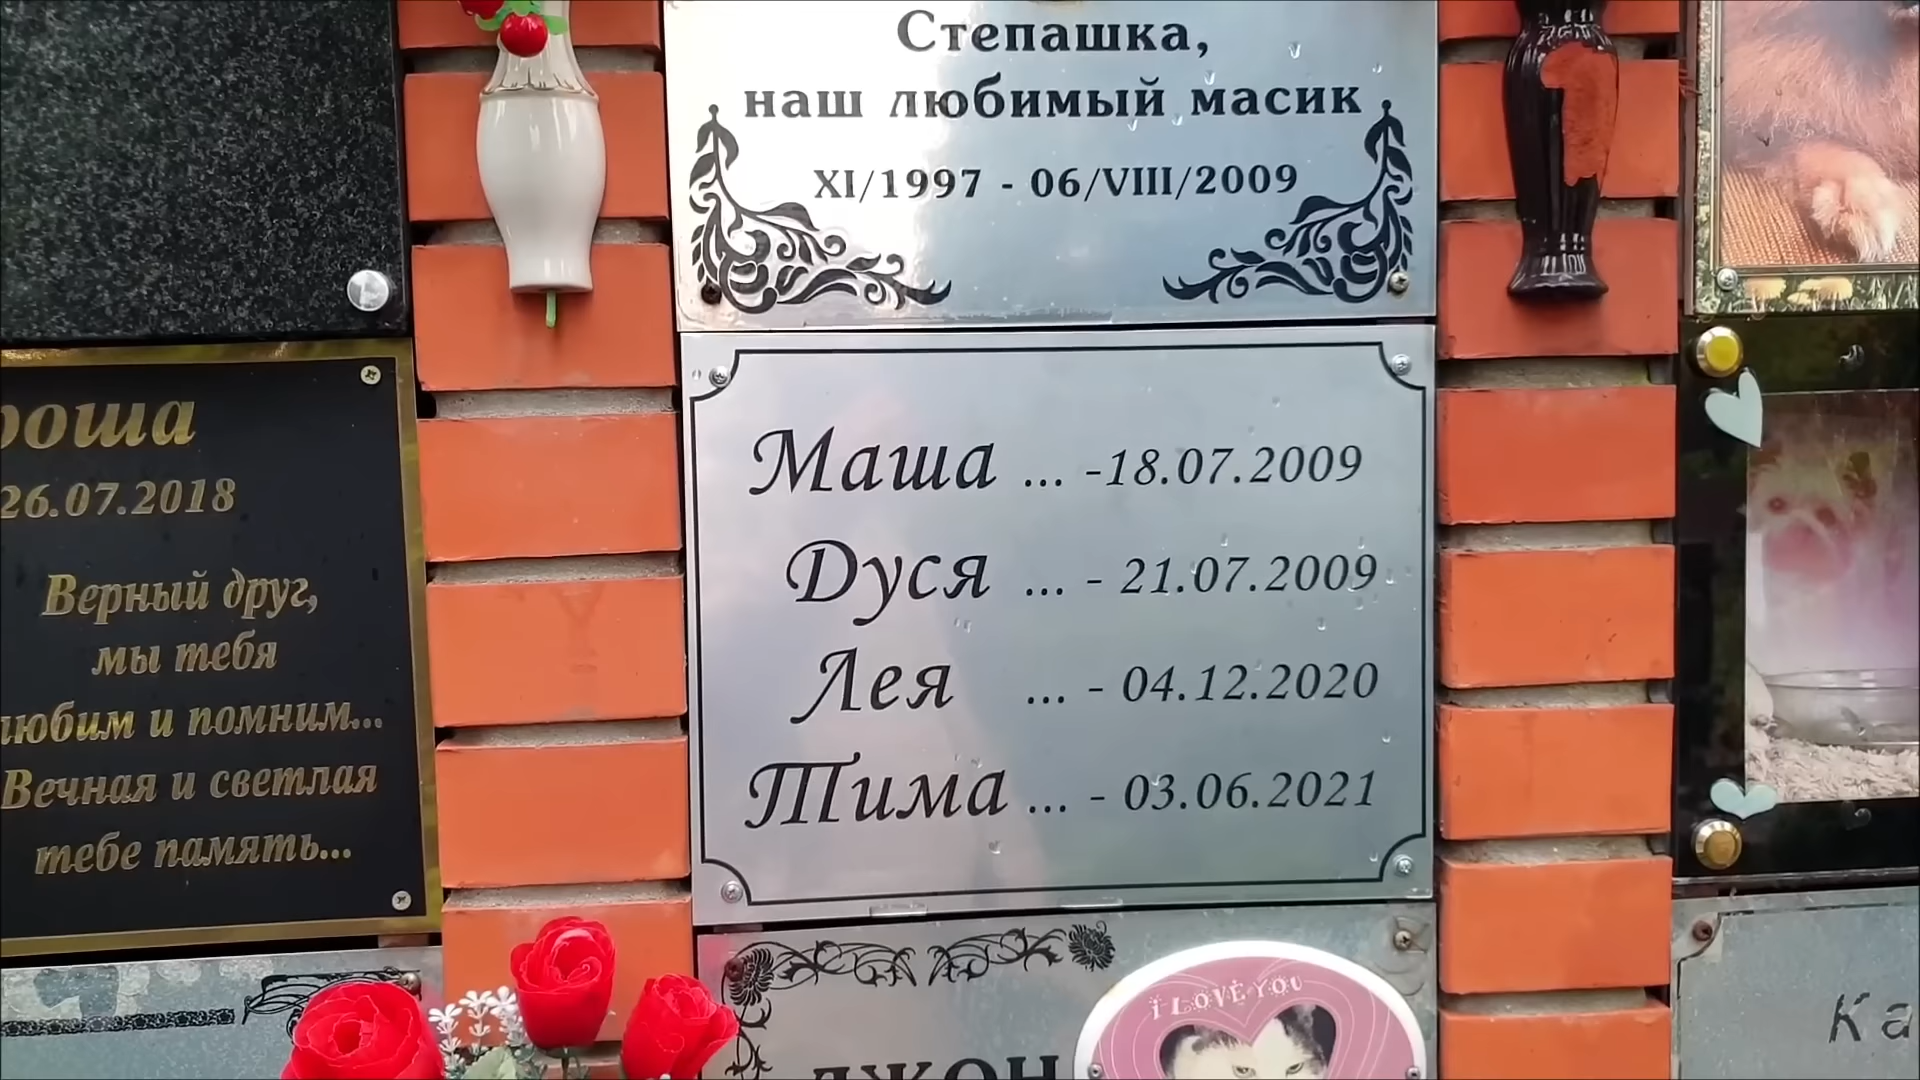 Степашка,
наш любимый масик
XI/1997 - 06/VIII/2009
26.07.2018
Верный друг,
мы тебя
и помним...
Вечная и светлая
тебе память...
Маша ... -18.07.2009
Дуся ... - 21.07.2009
Лея ... - 04.12.2020
Тима ... - 03.06.2021
I LOVE YOU
ДЖОН